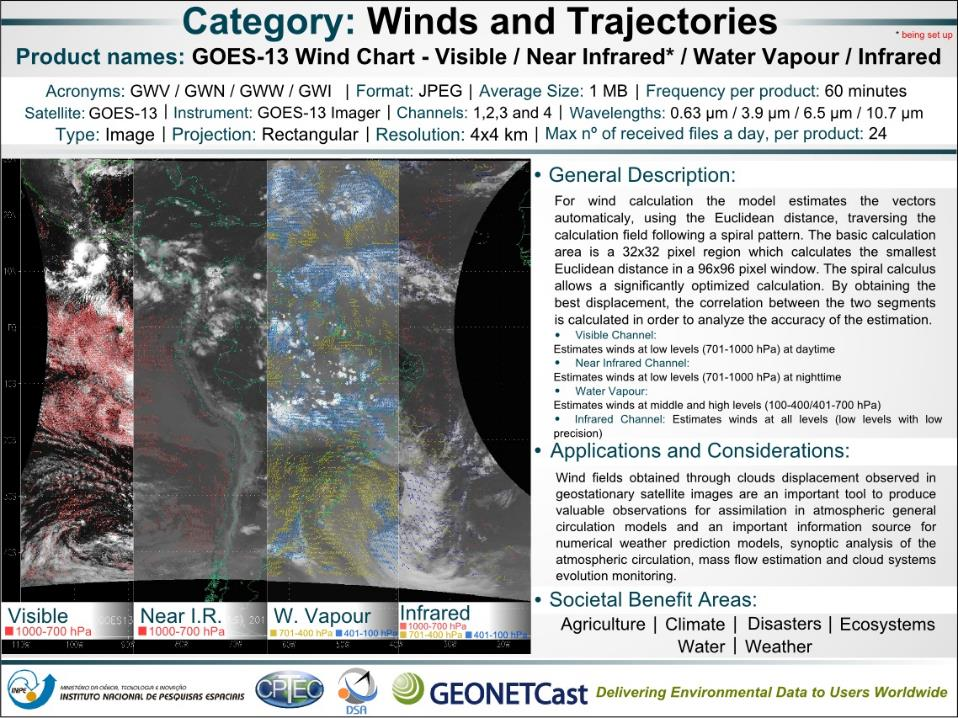 Category: Winds and Trajectories
* being set up
Product names: GOES-13 Wind Chart - Visible / Near Infrared* / Water Vapour / Infrared
Acronyms: GWV / GWN / GWW / GWI | Format: JPEG | Average Size: 1 MB | Frequency per product: 60 minutes
Satellite: GOES-13 | Instrument: GOES-13 Imager | Channels: 1,2,3 and 4 | Wavelengths: 0.63 µm / 3.9 µm / 6.5 µm / 10.7 µm
Type: Image | Projection: Rectangular | Resolution: 4x4 km | Max nº of received files a day, per product: 24
• General Description:
For wind calculation the model estimates the vectors
automaticaly, using the Euclidean distance, traversing the
calculation field following a spiral pattern. The basic calculation
area is a 32x32 pixel region which calculates the smallest
Euclidean distance in a 96x96 pixel window. The spiral calculus
allows a significantly optimized calculation. By obtaining the
best displacement, the correlation between the two segments
is calculated in order to analyze the accuracy of the estimation.
• Visible Channel:
Estimates winds at low levels (701-1000 hPa) at daytime
• Near Infrared Channel:
Estimates winds at low levels (701-1000 hPa) at nighttime
• Water Vapour:
Estimates winds at middle and high levels (100-400/401-700 hPa)
• Infrared Channel: Estimates winds at all levels (low levels with low
precision)
• Applications and Considerations:
Wind fields obtained through clouds displacement observed in
geostationary satellite images are an important tool to produce
valuable observations for assimilation in atmospheric general
circulation models and an important information source for
numerical weather prediction models, synoptic analysis of the
atmospheric circulation, mass flow estimation and cloud systems
evolution monitoring.
• Societal Benefit Areas:
Agriculture | Climate | Disasters | Ecosystems
Water | Weather
Visible
1000-700 hPa
Near I.R.
1000-700 hPa
W. Vapour
701-400 hPa 401-100 hPa
Infrared
1000-700 hPa
701-400 hPa 401-100 hPa
INPE
MINISTÉRIO DA CIÊNCIA, TECNOLOGIA E INOVAÇÃO
INSTITUTO NACIONAL DE PESQUISAS ESPACIAIS
CPTEC
DSA
GEONETCast
Delivering Environmental Data to Users Worldwide